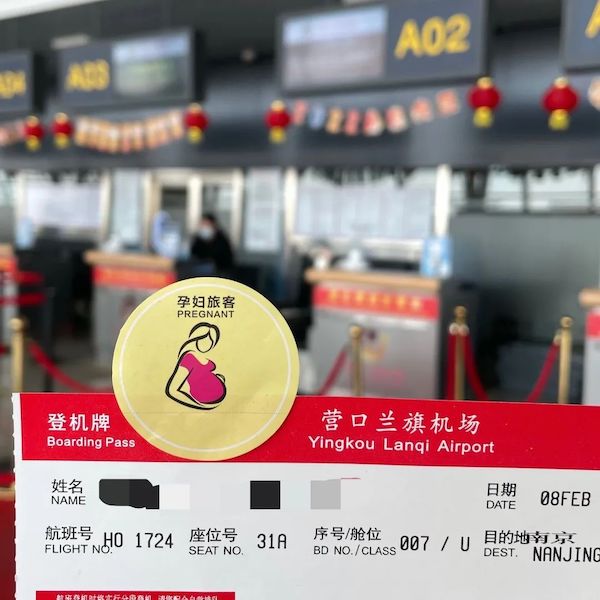 A04
A03
A02
孕妇旅客
PREGNANT
登机牌
Boarding Pass
营口兰旗机场
Yingkou Lanqi Airport
姓名
NAME
日期
DATE
08FEB
航班号
FLIGHT NO.
HO 1724
座位号
SEAT NO.
31A
序号/舱位
BD NO./CLASS
007 / U
目的地
DEST.
南京
NANJING